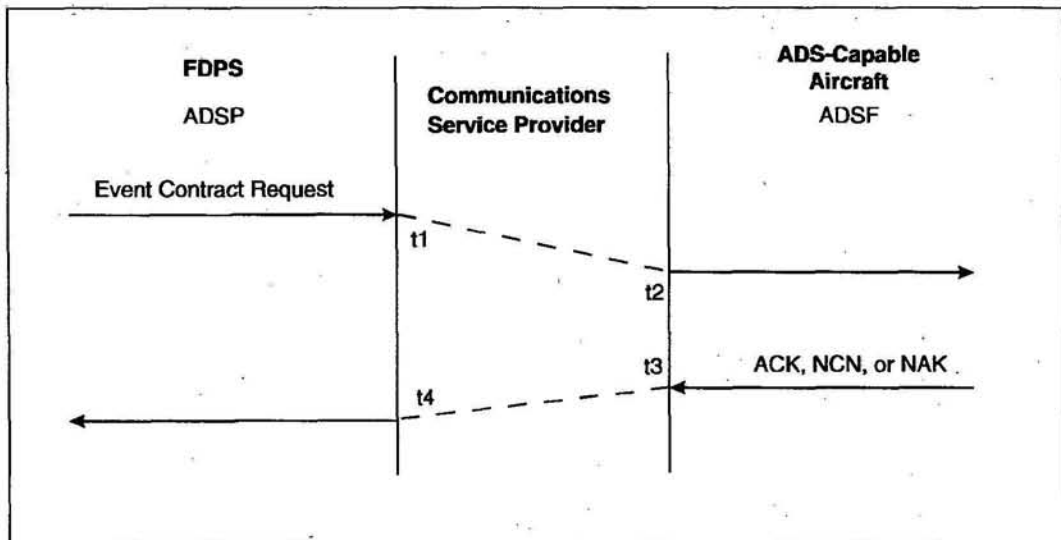 FDPS
ADSP
Communications
Service Provider
ADS-Capable
Aircraft
ADSF
Event Contract Request
t1
t2
t3
ACK, NCN, or NAK
t4